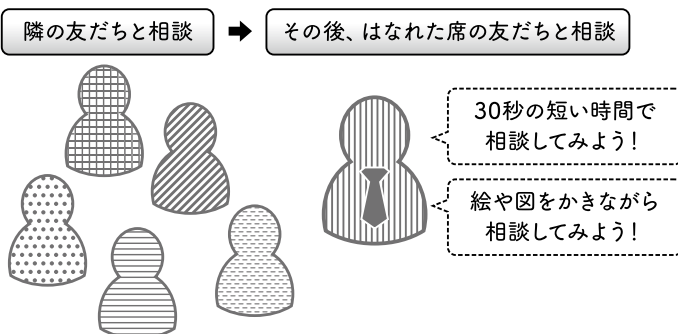 隣の友だちと相談
その後、はなれた席の友だちと相談
30秒の短い時間で
相談してみよう！
絵や図をかきながら
相談してみよう！